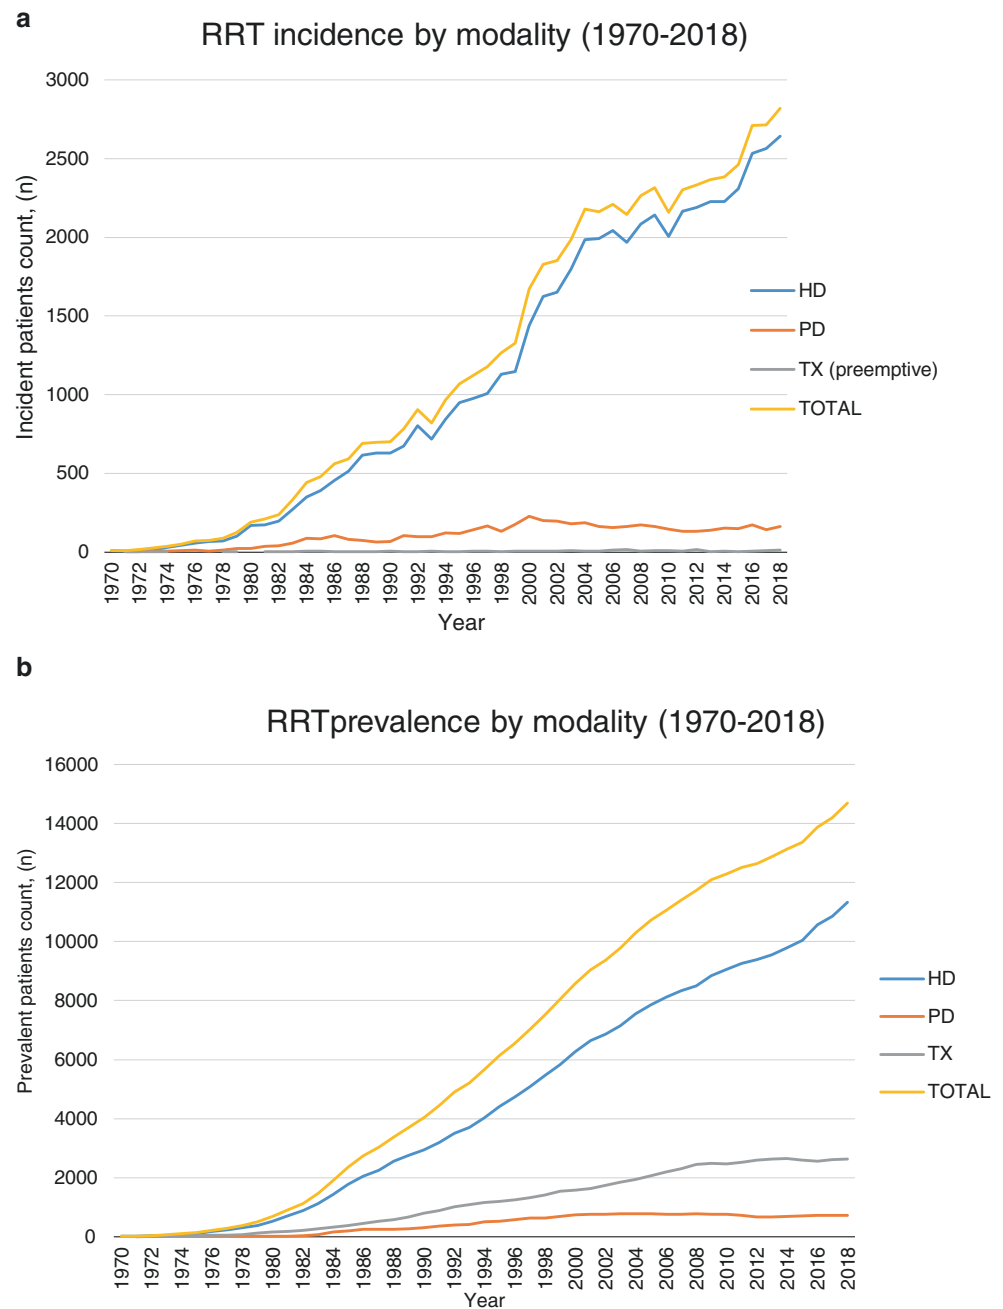 a
RRT incidence by modality (1970-2018)
3000
2500
2000
1500
1000
500
0
Incident patients count, (n)
1970 1972 1974 1976 1978 1980 1982 1984 1986 1988 1990 1992 1994 1996 1998 2000 2002 2004 2006 2008 2010 2012 2014 2016 2018
Year
HD
PD
TX (preemptive)
TOTAL
b
RRTprevalence by modality (1970-2018)
16000
14000
12000
10000
8000
6000
4000
2000
0
Prevalent patients count, (n)
1970 1972 1974 1976 1978 1980 1982 1984 1986 1988 1990 1992 1994 1996 1998 2000 2002 2004 2006 2008 2010 2012 2014 2016 2018
Year
HD
PD
TX
TOTAL